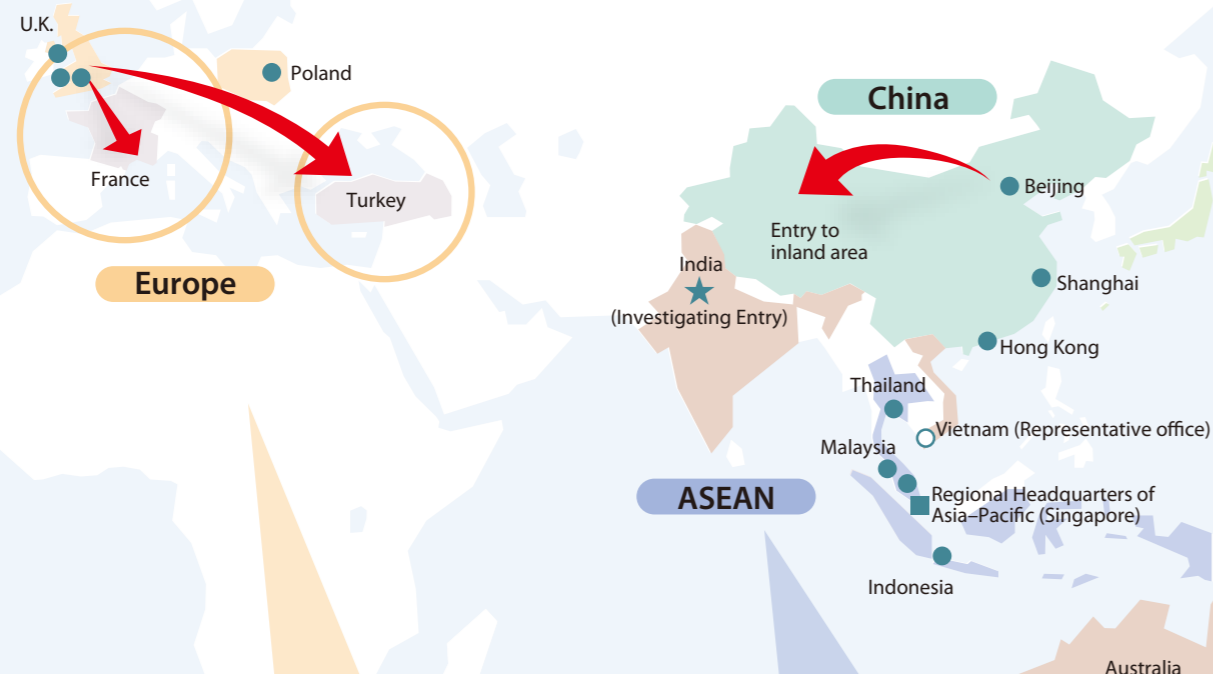 U.K.
Poland
France
Turkey
Europe
China
Beijing
Entry to
inland area
India
(Investigating Entry)
Shanghai
Hong Kong
Thailand
Vietnam (Representative office)
Malaysia
ASEAN
Regional Headquarters of
Asia–Pacific (Singapore)
Indonesia
Australia